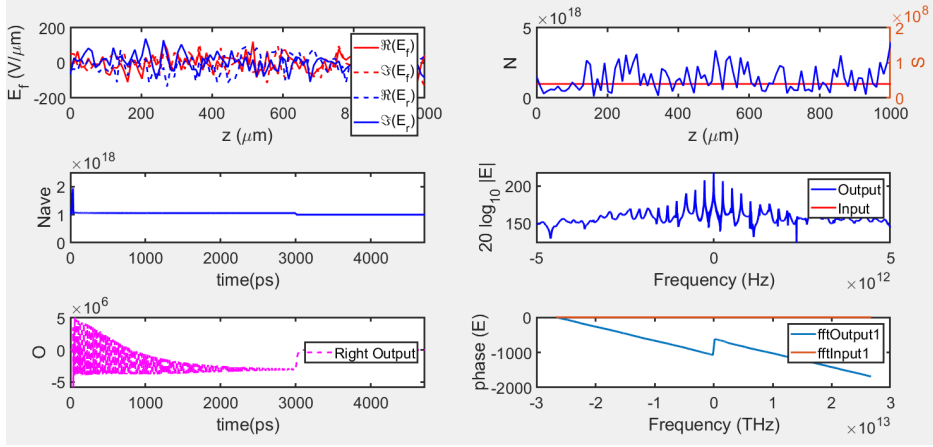 E_f (V/μm)
200
0
-200
0
200
400
600
8
000
z (μm)
ℜ(E_f)
ℑ(E_f)
ℜ(E_r)
ℑ(E_r)
×10^18
5
N
0
0
200
400
600
800
1000
z (μm)
×10^8
2
1
0
S
×10^18
2
1
0
Nave
0
1000
2000
3000
4000
time(ps)
20 log_10 |E|
200
150
-5
0
5
Frequency (Hz)
×10^12
Output
Input
×10^6
5
0
-5
O
0
1000
2000
3000
4000
time(ps)
Right Output
phase (E)
0
-1000
-2000
-3
-2
-1
0
1
2
3
Frequency (THz)
×10^13
fftOutput1
fftInput1